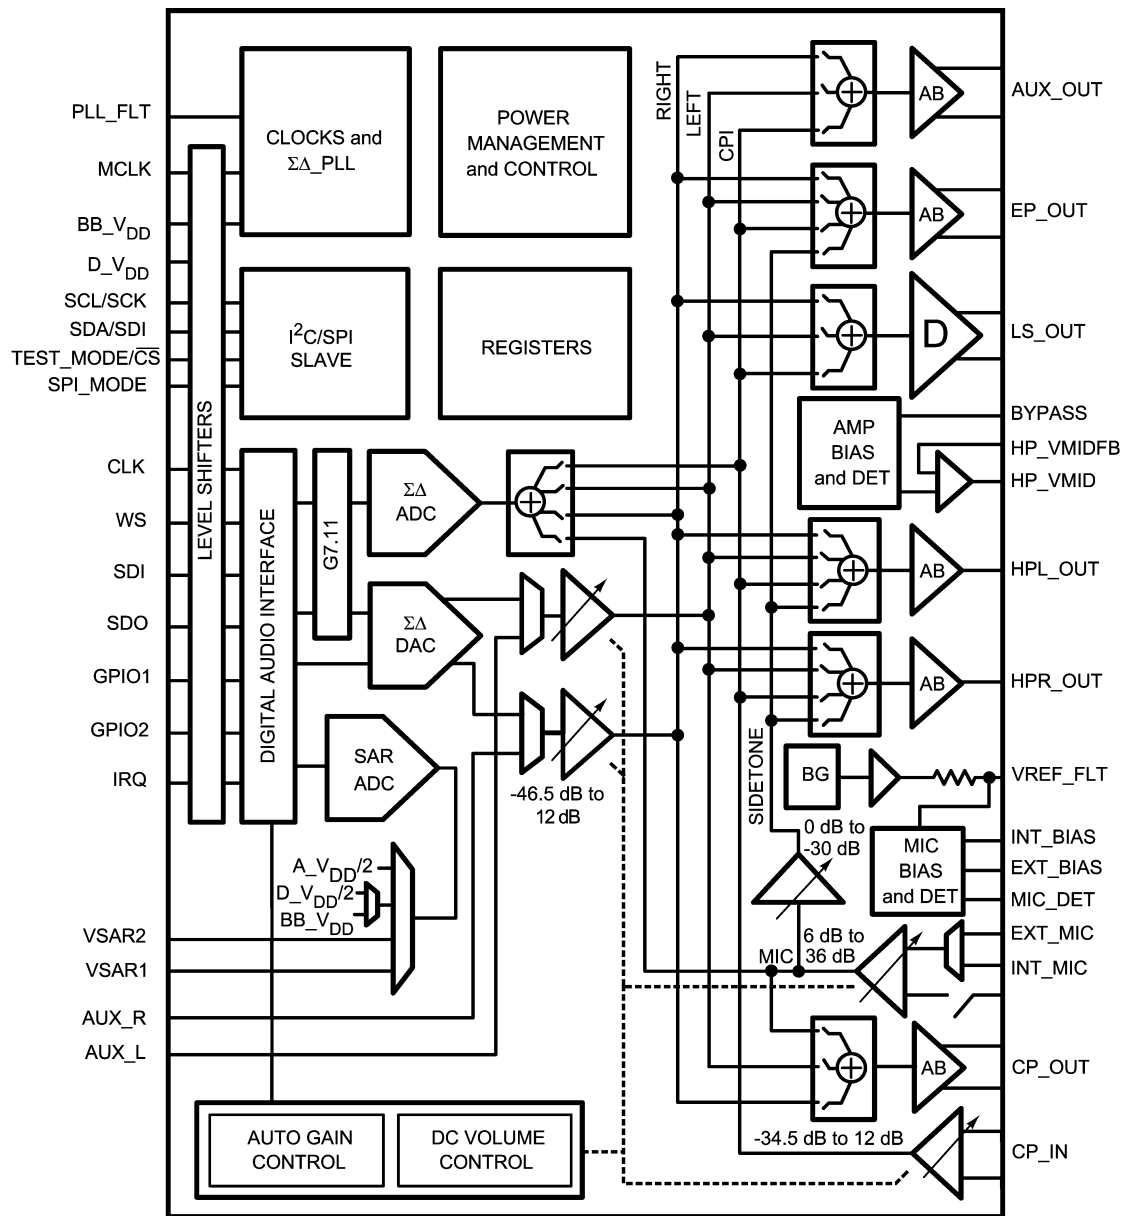 PLL_FLT
MCLK
BB_VDD
D_VDD
SCL/SCK
SDA/SDI
TEST_MODE/C̅S̅
SPI_MODE
CLK
WS
SDI
SDO
GPIO1
GPIO2
IRQ
VSAR2
VSAR1
AUX_R
AUX_L
LEVEL SHIFTERS
CLOCKS and
ΣΔ_PLL
POWER
MANAGEMENT
and CONTROL
I²C/SPI
SLAVE
REGISTERS
DIGITAL AUDIO INTERFACE
G7.11
ΣΔ
ADC
ΣΔ
DAC
SAR
ADC
A_VDD/2
D_VDD/2
BB_VDD
-46.5 dB to
12 dB
AUTO GAIN
CONTROL
DC VOLUME
CONTROL
RIGHT
LEFT
CPI
SIDETONE
MIC
0 dB to
-30 dB
6 dB to
36 dB
-34.5 dB to 12 dB
AB
AB
D
AMP
BIAS
and DET
AB
AB
BG
MIC
BIAS
and DET
AB
AUX_OUT
EP_OUT
LS_OUT
BYPASS
HP_VMIDFB
HP_VMID
HPL_OUT
HPR_OUT
VREF_FLT
INT_BIAS
EXT_BIAS
MIC_DET
EXT_MIC
INT_MIC
CP_OUT
CP_IN